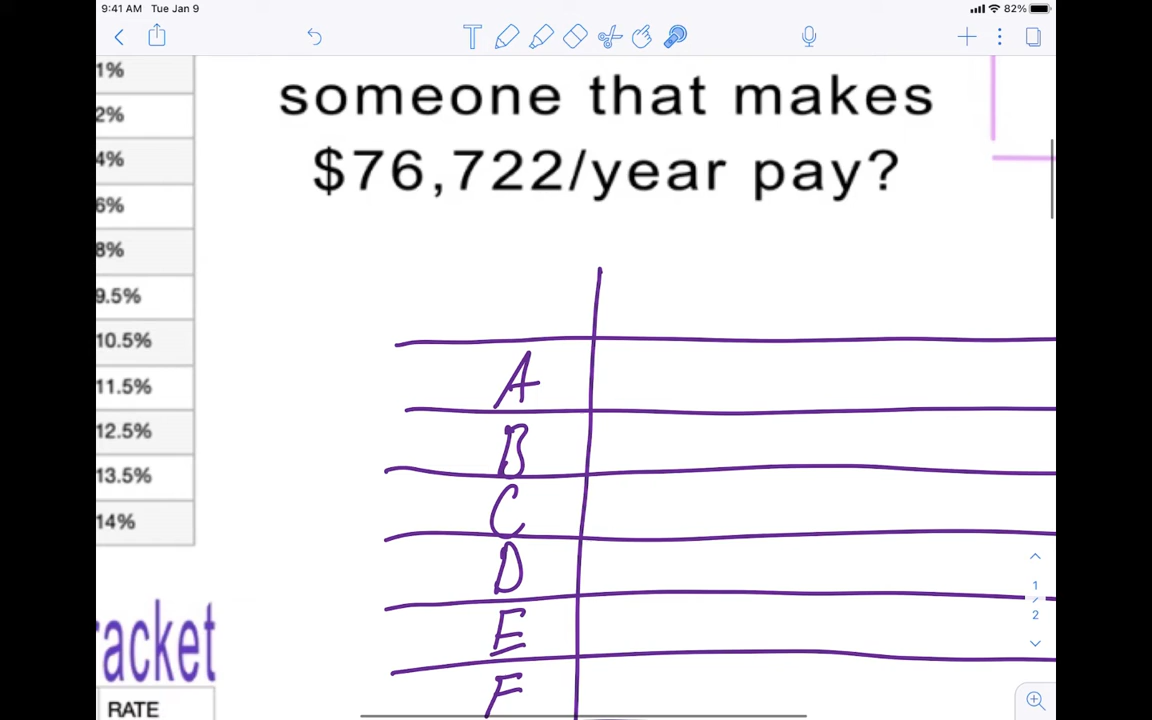 9:41 AM Tue Jan 9
82%
T
1%
2%
4%
6%
8%
9.5%
10.5%
11.5%
12.5%
13.5%
14%
someone that makes
$76,722/year pay?
A
B
C
D
E
F
1
2
racket
RATE